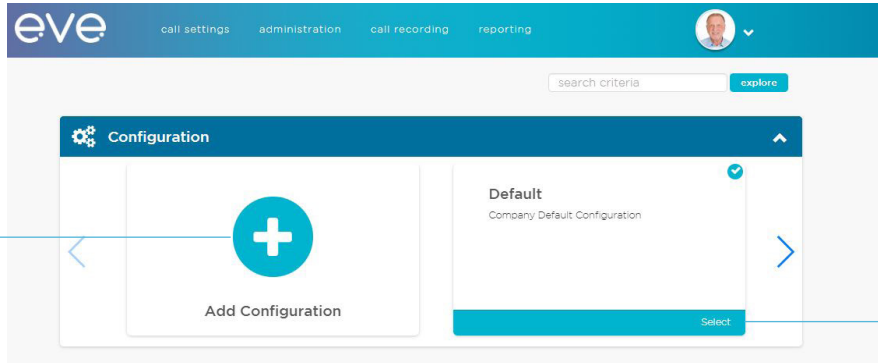 eve
call settings administration call recording reporting
search criteria explore
Configuration
Default
Company Default Configuration
Add Configuration
Select